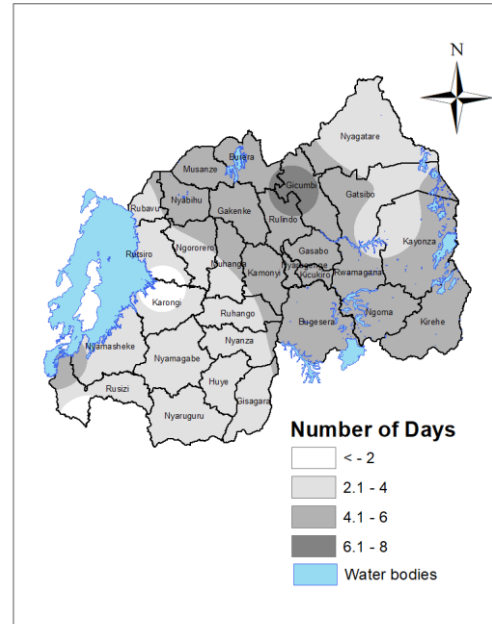 N
Nyagatare
Burera
Musanze
Gicumbi
Gatsibo
Nyabihu
Rubavu
Gakenke
Rulindo
Kayonza
Ngororero
Rutsiro
Gasabo
Muhanga
Kamonyi
Nyarugenge
Kicukiro
Rwamagana
Karongi
Ruhango
Bugesera
Ngoma
Kirehe
Nyamasheke
Nyanza
Nyamagabe
Huye
Rusizi
Gisagara
Nyaruguru
Number of Days
< - 2
2.1 - 4
4.1 - 6
6.1 - 8
Water bodies